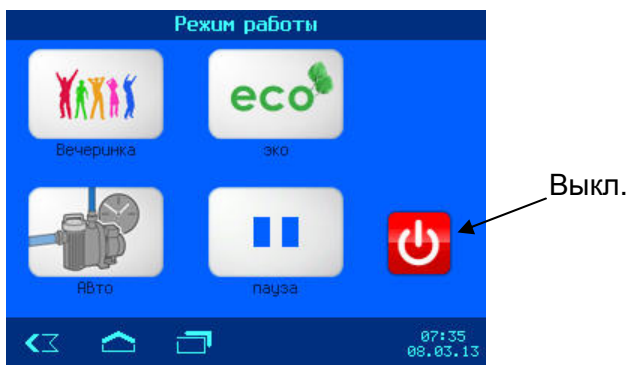 Режим работы
eco
Вечеринка
эко
Выкл.
Авто
пауза
07:35
08.03.13